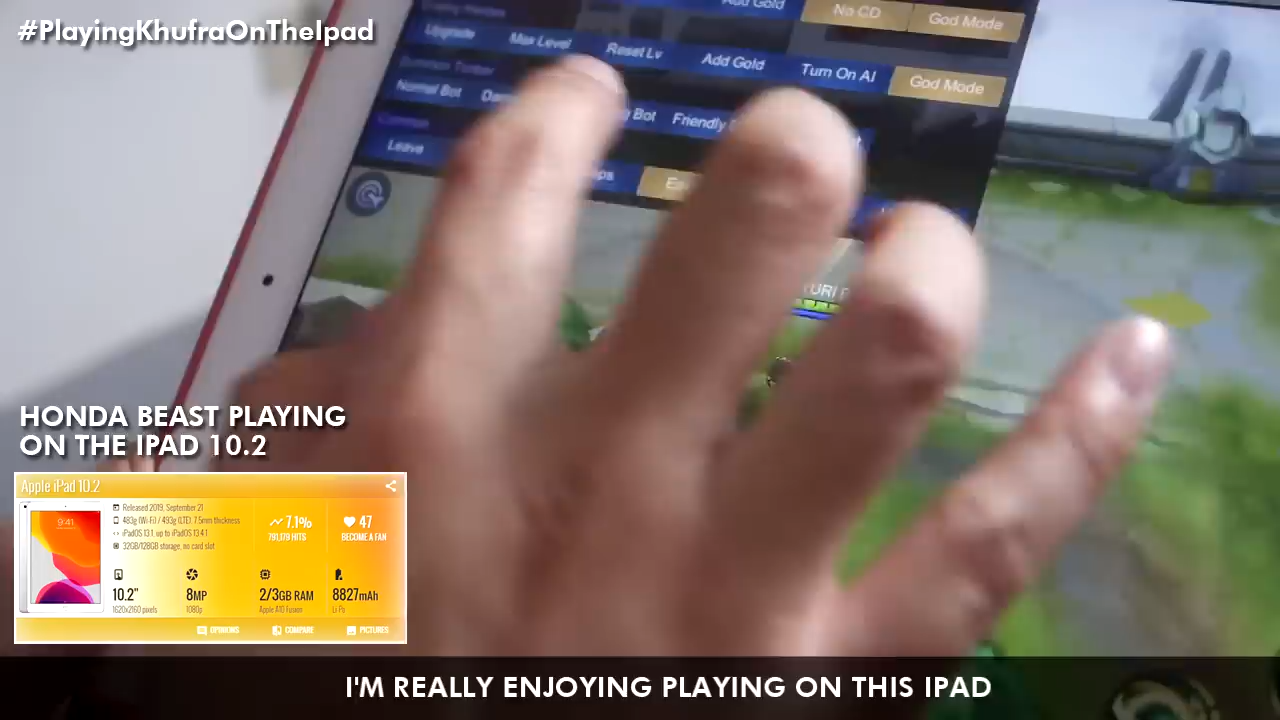 #PlayingKhufraOnTheIpad
Add Gold
No CD
God Mode
Upgrade
Max Level
Reset Lv
Add Gold
Turn On AI
God Mode
Normal Bot
Bot
Friendly
Common
Leave
HONDA BEAST PLAYING
ON THE IPAD 10.2
Apple iPad 10.2
9:41
Released 2019, September 21
483g (Wi-Fi) / 493g (LTE), 7.5mm thickness
iPadOS 13.1, up to iPadOS 13.4.1
32GB/128GB storage, no card slot
7.1%
791,179 HITS
47
BECOME A FAN
10.2"
1620x2160 pixels
8MP
1080p
2/3GB RAM
Apple A10 Fusion
8827mAh
Li-Po
OPINIONS
COMPARE
PICTURES
I'M REALLY ENJOYING PLAYING ON THIS IPAD